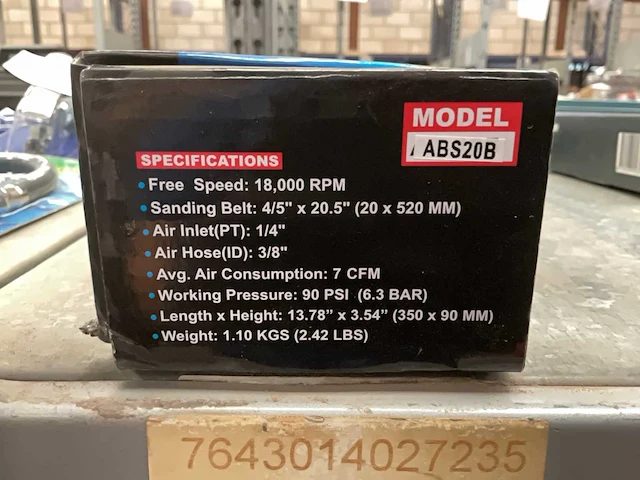 MODEL
ABS20B
SPECIFICATIONS
Free Speed: 18,000 RPM
Sanding Belt: 4/5" x 20.5" (20 x 520 MM)
Air Inlet(PT): 1/4"
Air Hose(ID): 3/8"
Avg. Air Consumption: 7 CFM
Working Pressure: 90 PSI (6.3 BAR)
Length x Height: 13.78” x 3.54“ (350 x 90 MM)
Weight: 1.10 KGS (2.42 LBS)
7643014027235